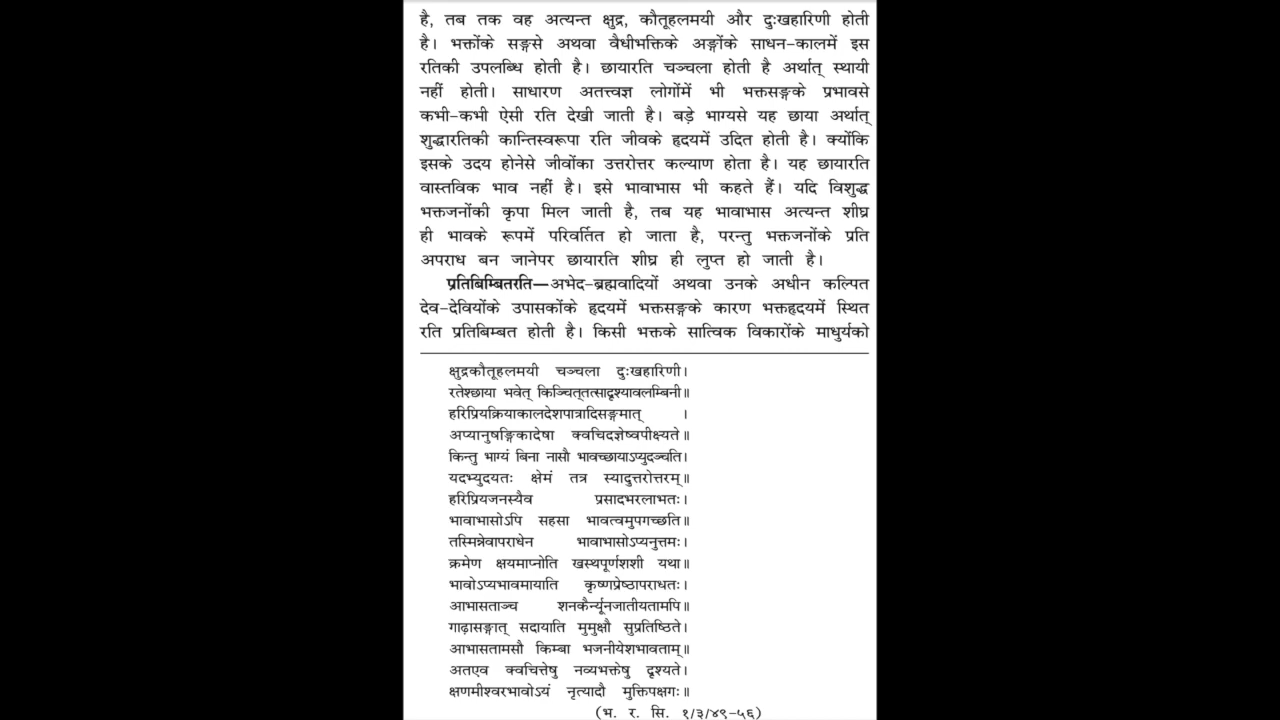 है, तब तक वह अत्यन्त क्षुद्र, कौतूहलमयी और दुःखहारिणी होती
है। भक्तोंके सङ्गसे अथवा वैधीभक्तिके अङ्गोंके साधन-कालमें इस
रतिकी उपलब्धि होती है। छायारति चञ्चला होती है अर्थात् स्थायी
नहीं होती। साधारण अतत्त्वज्ञ लोगोंमें भी भक्तसङ्गके प्रभावसे
कभी-कभी ऐसी रति देखी जाती है। बड़े भाग्यसे यह छाया अर्थात्
शुद्धारतिकी कान्तिस्वरूपा रति जीवके हृदयमें उदित होती है। क्योंकि
इसके उदय होनेसे जीवोंका उत्तरोत्तर कल्याण होता है। यह छायारति
वास्तविक भाव नहीं है। इसे भावाभास भी कहते हैं। यदि विशुद्ध
भक्तजनोंकी कृपा मिल जाती है, तब यह भावाभास अत्यन्त शीघ्र
ही भावके रूपमें परिवर्तित हो जाता है, परन्तु भक्तजनोंके प्रति
अपराध बन जानेपर छायारति शीघ्र ही लुप्त हो जाती है।
प्रतिबिम्बितरति—अभेद-ब्रह्मवादियों अथवा उनके अधीन कल्पित
देव-देवियोंके उपासकोंके हृदयमें भक्तसङ्गके कारण भक्तहृदयमें स्थित
रति प्रतिबिम्बत होती है। किसी भक्तके सात्विक विकारोंके माधुर्यको
क्षुद्रकौतूहलमयी चञ्चला दुःखहारिणी।
रतेश्छाया भवेत् किञ्चित्तत्सादृश्यावलम्बिनी॥
हरिप्रियक्रियाकालदेशपात्रादिसङ्गमात् ।
अप्यानुषङ्गिकादेषा क्वचिदज्ञेष्वपीक्ष्यते॥
किन्तु भाग्यं बिना नासौ भावच्छायाऽप्युदञ्चति।
यदभ्युदयतः क्षेमं तत्र स्यादुत्तरोत्तरम्॥
हरिप्रियजनस्यैव प्रसादभरलाभतः।
भावाभासोऽपि सहसा भावत्वमुपगच्छति॥
तस्मिन्नेवापराधेन भावाभासोऽप्यनुत्तमः।
क्रमेण क्षयमाप्नोति खस्थपूर्णशशी यथा॥
भावोऽप्यभावमायाति कृष्णप्रेष्ठापराधतः।
आभासताञ्च शनकैर्न्यूनजातीयतामपि॥
गाढ़ासङ्गात् सदायाति मुमुक्षौ सुप्रतिष्ठिते।
आभासतामसौ किम्बा भजनीयेशभावताम्॥
अतएव क्वचित्तेषु नव्यभक्तेषु दृश्यते।
क्षणमीश्वरभावोऽयं नृत्यादौ मुक्तिपक्षगः॥
(भ. र. सि. १/३/४९-५६)